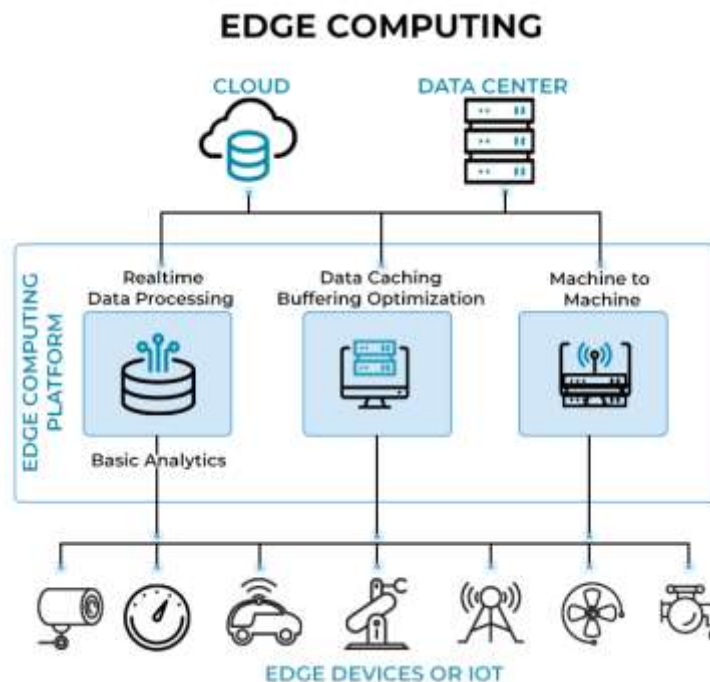 EDGE COMPUTING
CLOUD
DATA CENTER
EDGE COMPUTING
PLATFORM
Realtime
Data Processing
Data Caching
Buffering Optimization
Machine to
Machine
Basic Analytics
EDGE DEVICES OR IOT